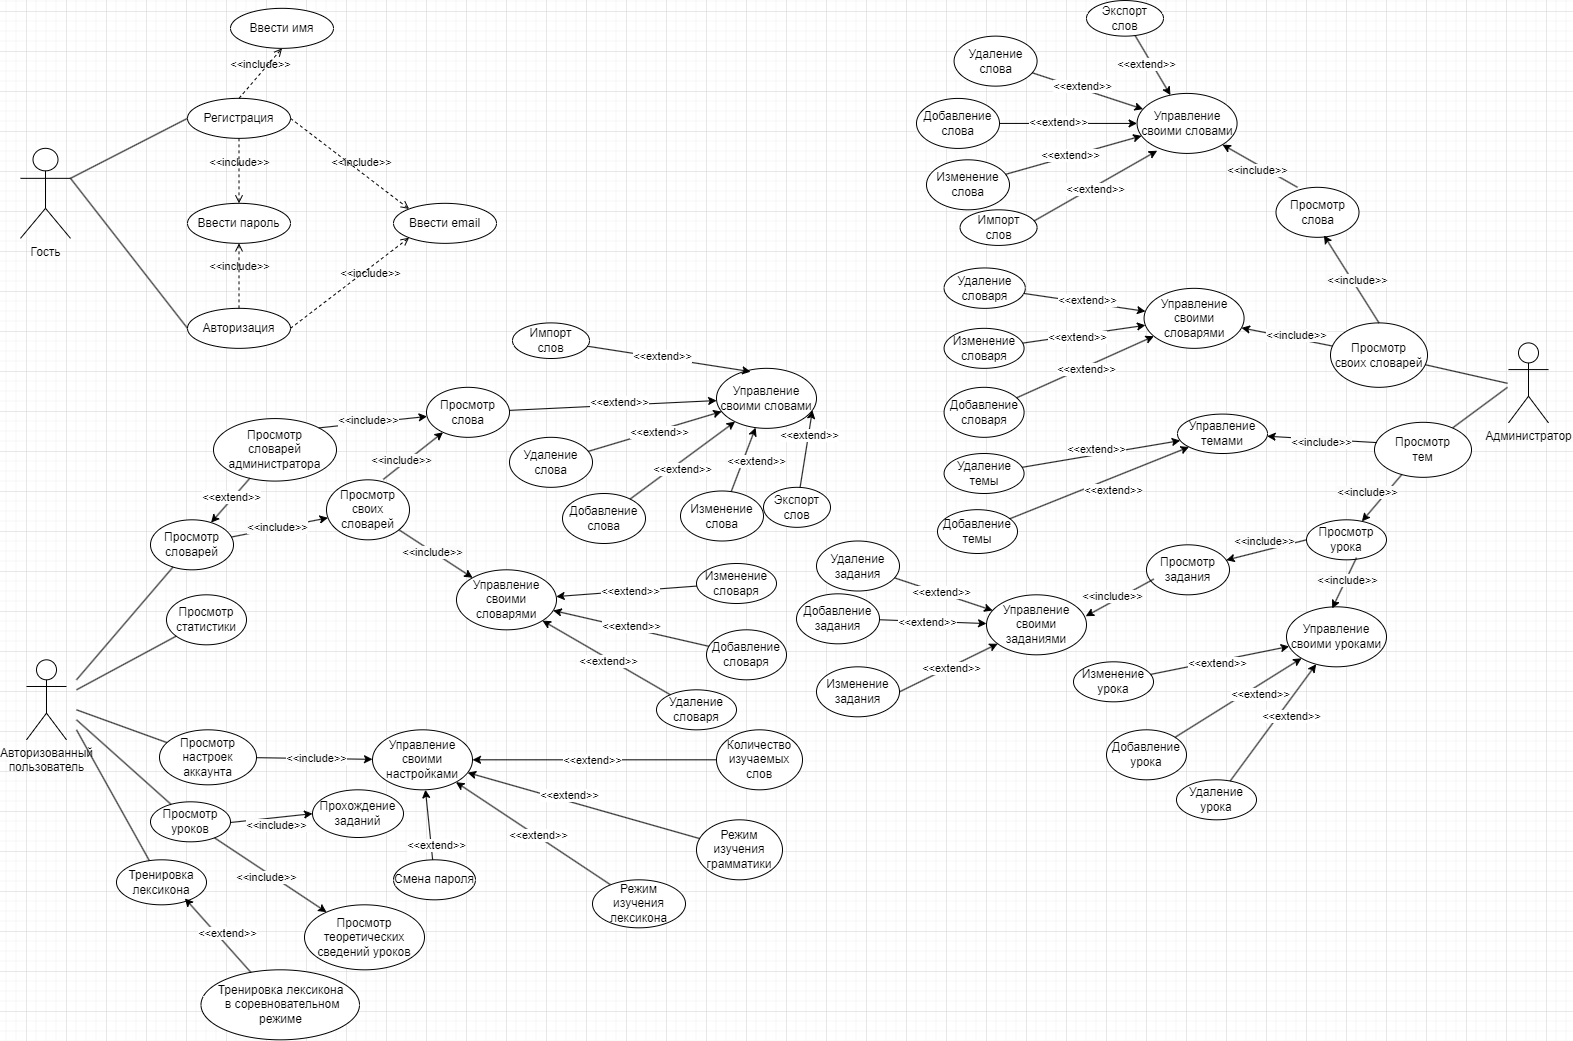 Ввести имя
<<include>>
Регистрация
<<include>>
<<include>>
Ввести пароль
Ввести email
Гость
<<include>>
<<include>>
Авторизация
Экспорт
слов
<<extend>>
Удаление
слова
<<extend>>
Добавление
слова
<<extend>>
Управление
своими словами
<<extend>>
Изменение
слова
<<extend>>
Импорт
слов
<<include>>
Просмотр
слова
<<include>>
Удаление
словаря
<<extend>>
Управление
своими
словарями
<<extend>>
Изменение
словаря
<<extend>>
Добавление
словаря
<<include>>
Просмотр
своих словарей
Администратор
Управление
темами
<<include>>
Просмотр
тем
<<extend>>
Удаление
темы
<<extend>>
Добавление
темы
<<include>>
Просмотр
урока
<<include>>
Просмотр
задания
<<include>>
<<include>>
Удаление
задания
<<extend>>
Добавление
задания
<<extend>>
Управление
своими
заданиями
Изменение
задания
<<extend>>
Управление
своими уроками
Изменение
урока
<<extend>>
<<extend>>
<<extend>>
Добавление
урока
Удаление
урока
Импорт
слов
<<extend>>
Управление
своими словами
Просмотр
слова
<<extend>>
<<include>>
Просмотр
словарей
администратора
<<include>>
<<extend>>
<<extend>>
<<extend>>
<<extend>>
Удаление
слова
Добавление
слова
Изменение
слова
Экспорт
слов
<<extend>>
Просмотр
своих
словарей
<<include>>
Просмотр
словарей
<<include>>
Управление
своими
словарями
<<extend>>
Изменение
словаря
<<extend>>
Добавление
словаря
<<extend>>
Удаление
словаря
Просмотр
статистики
Авторизованный
пользователь
Просмотр
настроек
аккаунта
<<include>>
Управление
своими
настройками
<<extend>>
Количество
изучаемых
слов
<<extend>>
Режим
изучения
грамматики
<<extend>>
Режим
изучения
лексикона
<<extend>>
Смена пароля
Просмотр
уроков
<<include>>
Прохождение
заданий
<<include>>
Просмотр
теоретических
сведений уроков
Тренировка
лексикона
<<extend>>
Тренировка лексикона
в соревновательном
режиме